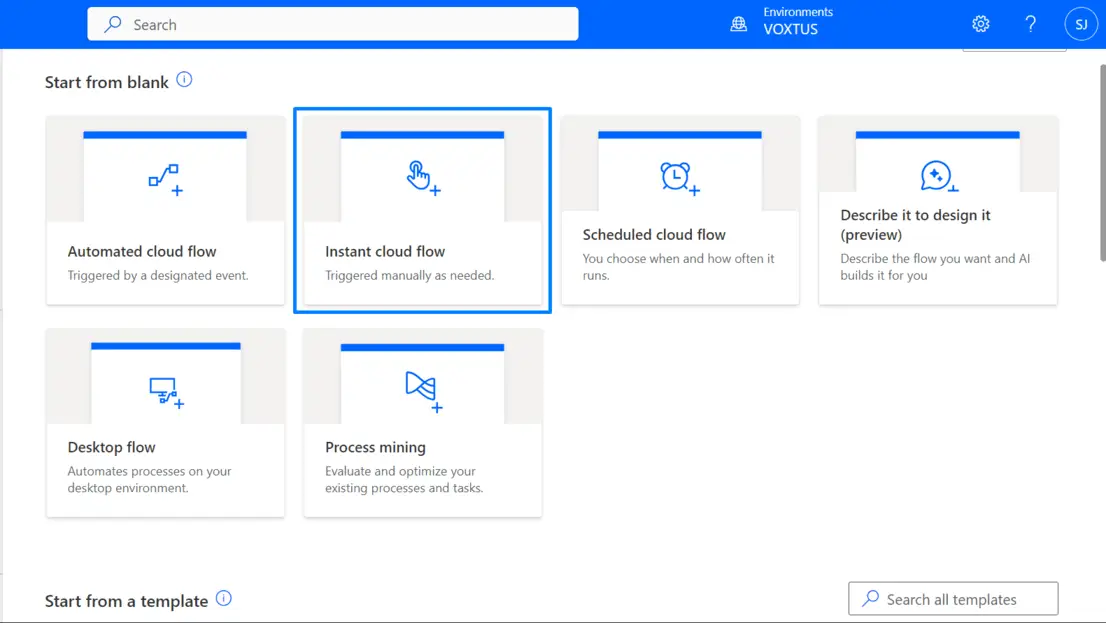 Search
Environments
VOXTUS
?
SJ
Start from blank
Automated cloud flow
Triggered by a designated event.
Instant cloud flow
Triggered manually as needed.
Scheduled cloud flow
You choose when and how often it
runs.
Describe it to design it
(preview)
Describe the flow you want and AI
builds it for you
Desktop flow
Automates processes on your
desktop environment.
Process mining
Evaluate and optimize your
existing processes and tasks.
Start from a template
Search all templates